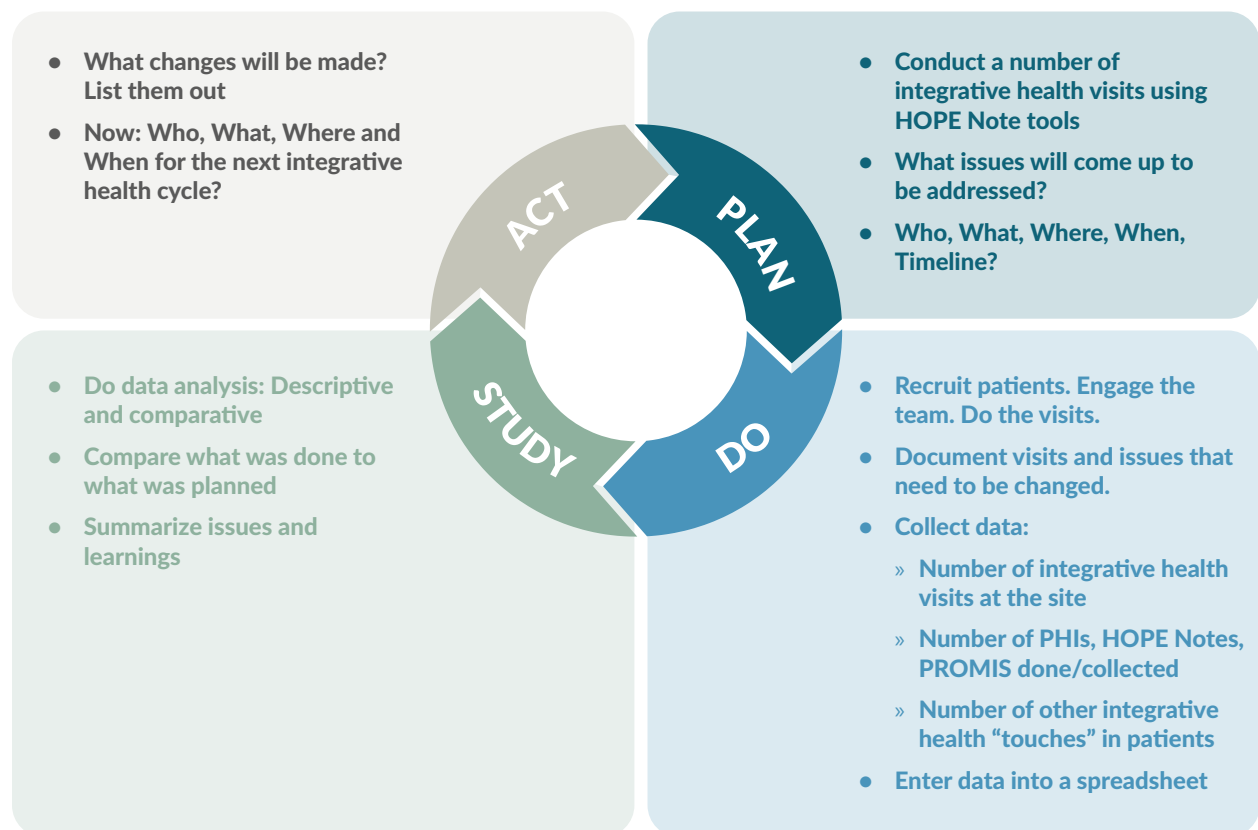 ● What changes will be made?
List them out
● Now: Who, What, Where and
When for the next integrative
health cycle?
● Conduct a number of
integrative health visits using
HOPE Note tools
● What issues will come up to
be addressed?
● Who, What, Where, When,
Timeline?
ACT
PLAN
STUDY
DO
● Do data analysis: Descriptive
and comparative
● Compare what was done to
what was planned
● Summarize issues and
learnings
● Recruit patients. Engage the
team. Do the visits.
● Document visits and issues that
need to be changed.
● Collect data:
» Number of integrative health
visits at the site
» Number of PHIs, HOPE Notes,
PROMIS done/collected
» Number of other integrative
health “touches” in patients
● Enter data into a spreadsheet